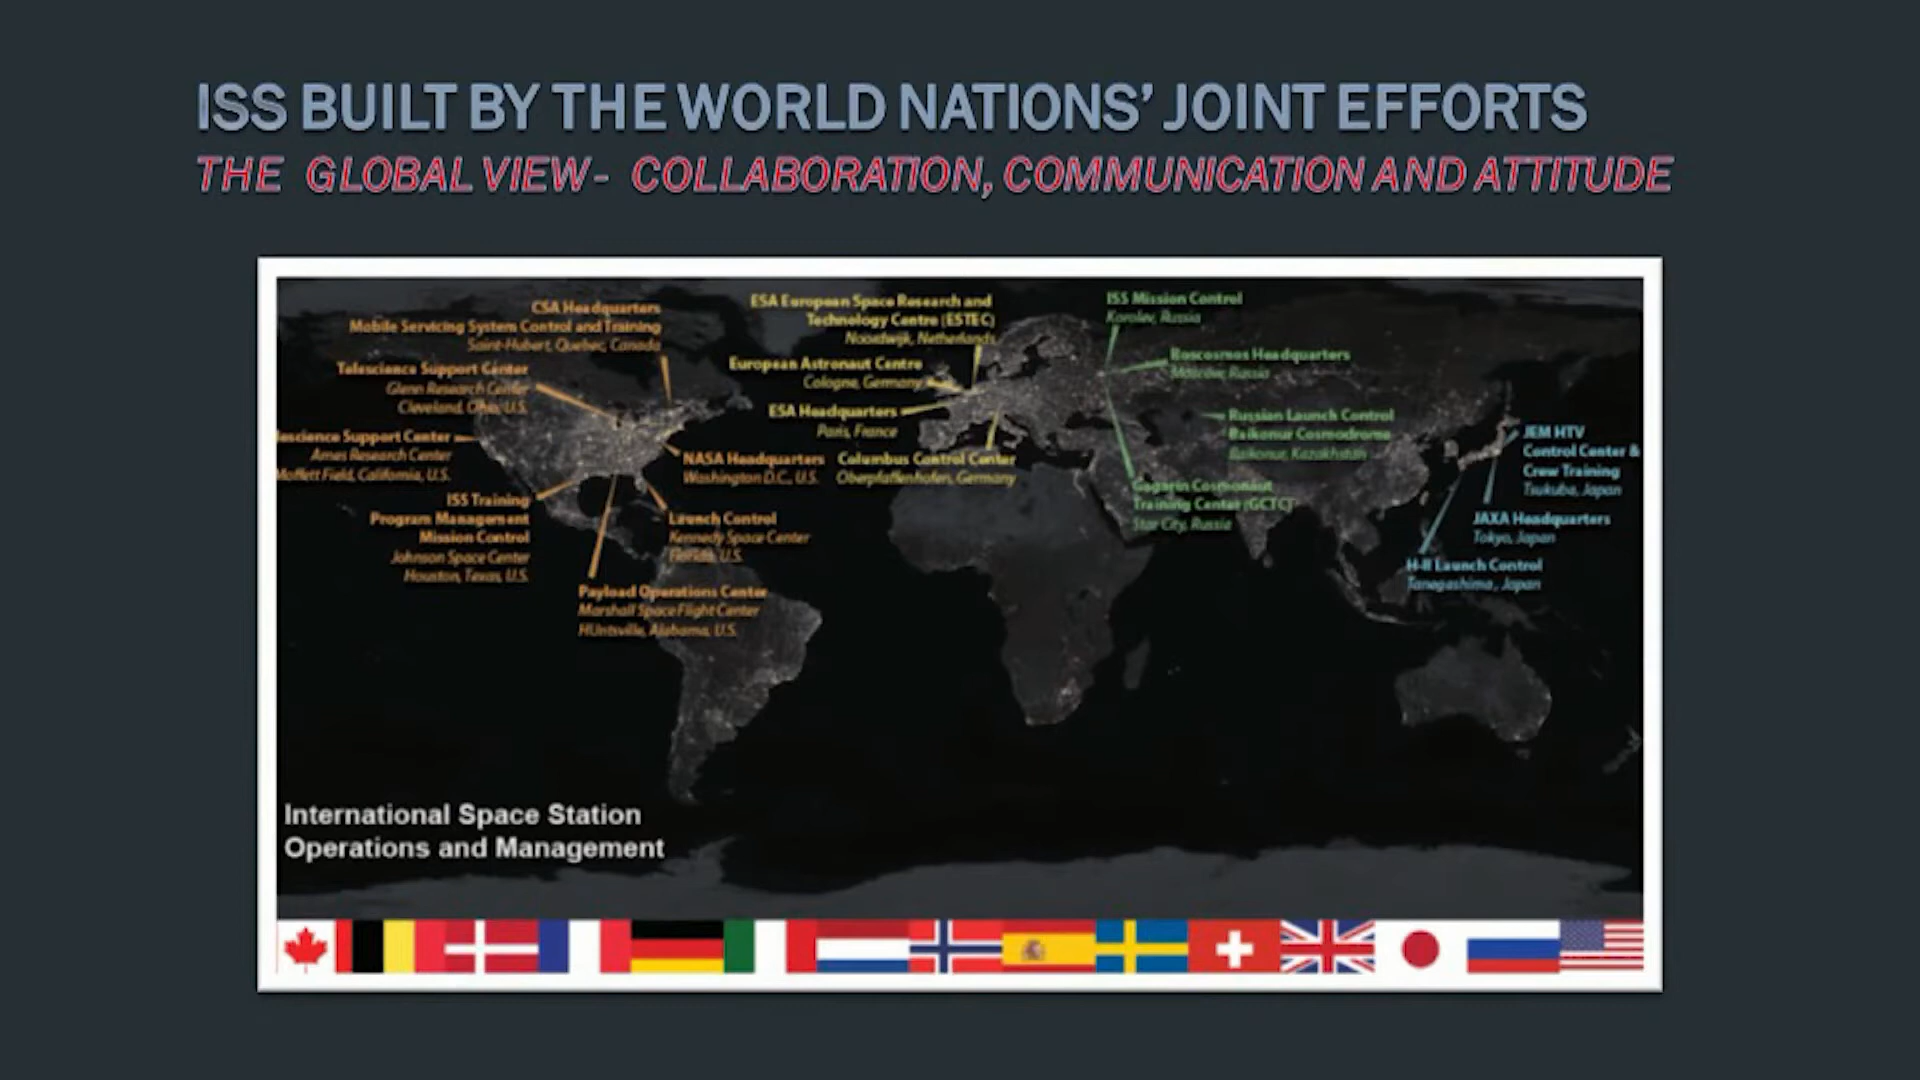 ISS BUILT BY THE WORLD NATIONS' JOINT EFFORTS
THE GLOBAL VIEW- COLLABORATION, COMMUNICATION AND ATTITUDE
CSA Headquarters
Mobile Servicing System Control and Training
Saint-Hubert, Quebec, Canada
Telescience Support Center
Glenn Research Center
Cleveland, Ohio, U.S.
lescience Support Center
Ames Research Center
Moffett Field, California, U.S.
ISS Training
Program Management
Mission Control
Johnson Space Center
Houston, Texas, U.S.
NASA Headquarters
Washington D.C., U.S.
Launch Control
Kennedy Space Center
Florida, U.S.
Payload Operations Center
Marshall Space Flight Center
HUntsville, Alabama, U.S.
ESA European Space Research and
Technology Centre (ESTEC)
Noordwijk, Netherlands
European Astronaut Centre
Cologne, Germany
ESA Headquarters
Paris, France
Columbus Control Center
Oberpfaffenhofen, Germany
ISS Mission Control
Korolev, Russia
Roscosmos Headquarters
Moscow, Russia
Russian Launch Control
Baikonur Cosmodrome
Baikonur, Kazakhstan
Gagarin Cosmonaut
Training Center (GCTC)
Star City, Russia
JEM HTV
Control Center &
Crew Training
Tsukuba, Japan
JAXA Headquarters
Tokyo, Japan
H-II Launch Control
Tanegashima, Japan
International Space Station
Operations and Management